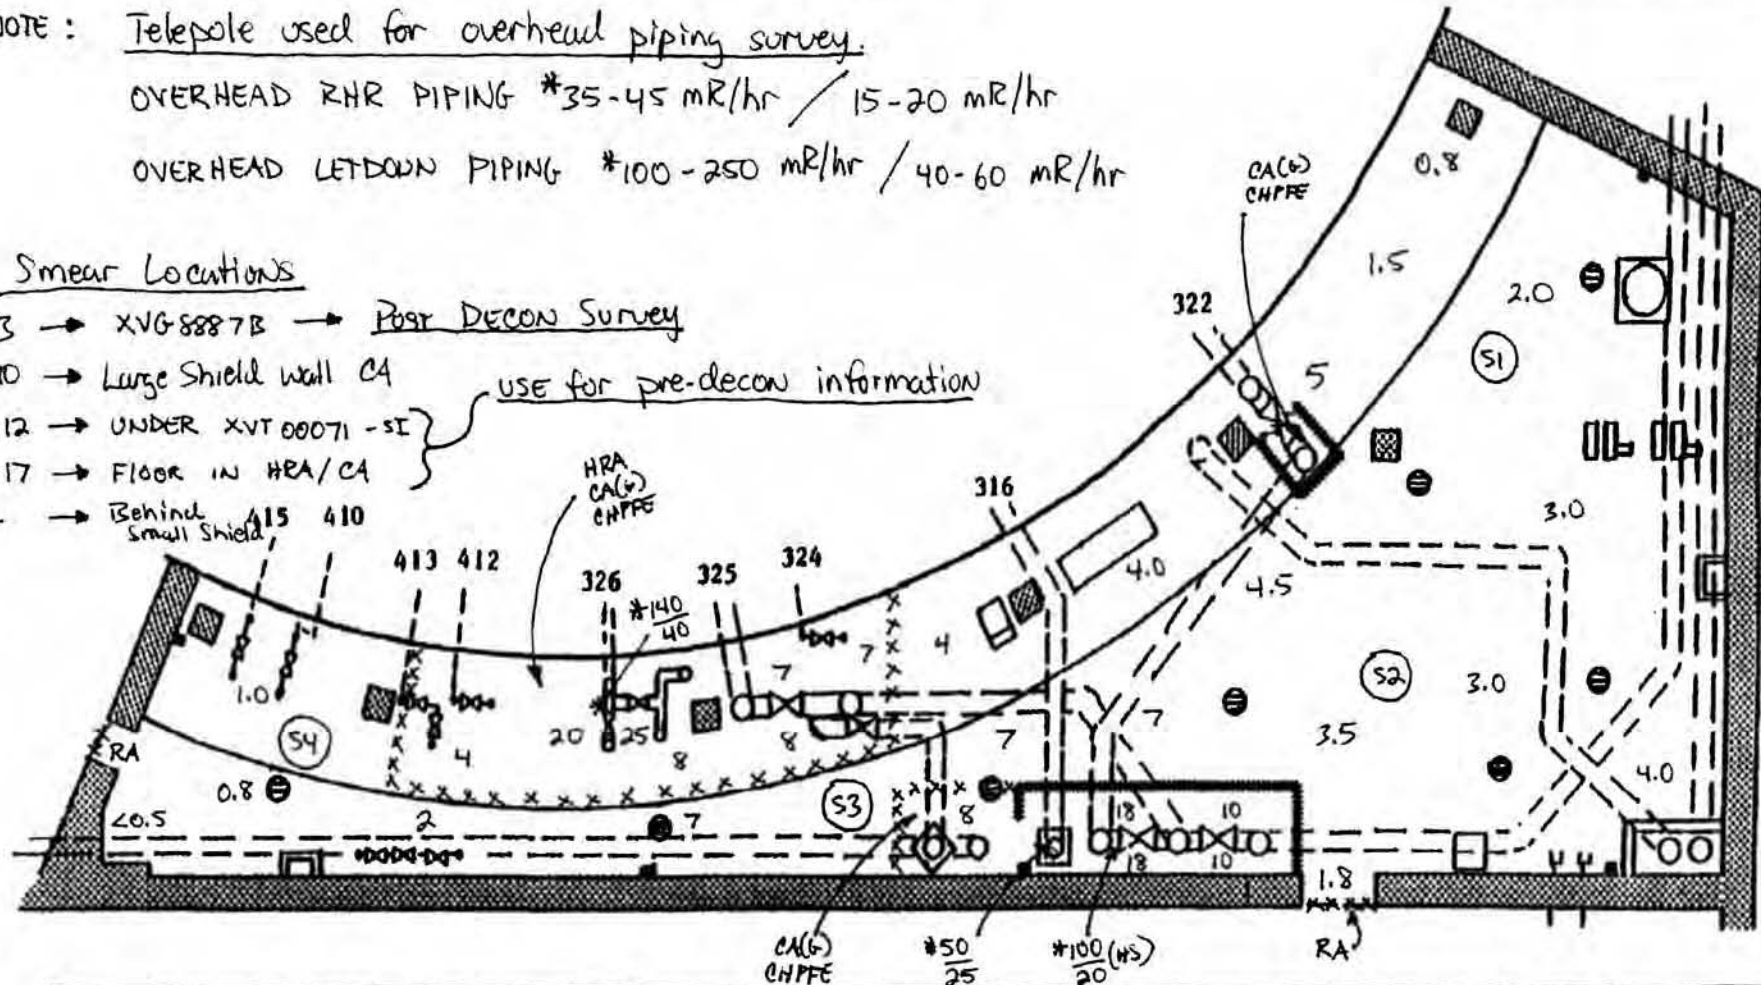 NOTE : Telepole used for overhead piping survey.
OVERHEAD RHR PIPING *35-45 mR/hr / 15-20 mR/hr
OVERHEAD LETDOWN PIPING *100-250 mR/hr / 40-60 mR/hr
Smear Locations
3 → XVG8887B → Post DECON Survey
10 → Large Shield Wall CA
12 → UNDER XVT00071-SI
17 → Floor IN HRA/CA
USE for pre-decon information
→ Behind
Small Shield
CA(G)
CHPFE
0.8
1.5
2.0
322
5
S1
3.0
HRA
CA(G)
CHPFE
316
415 410
413 412
326
325
324
*140
40
4.0
4.5
1.0
7
7
4
S2
3.0
S4
4
20
25
8
8
7
7
3.5
4.0
RA
0.8
<0.5
2
7
S3
8
18
10
18
10
1.8
CA(G)
CHPFE
*50
25
*100 (HS)
20
RA